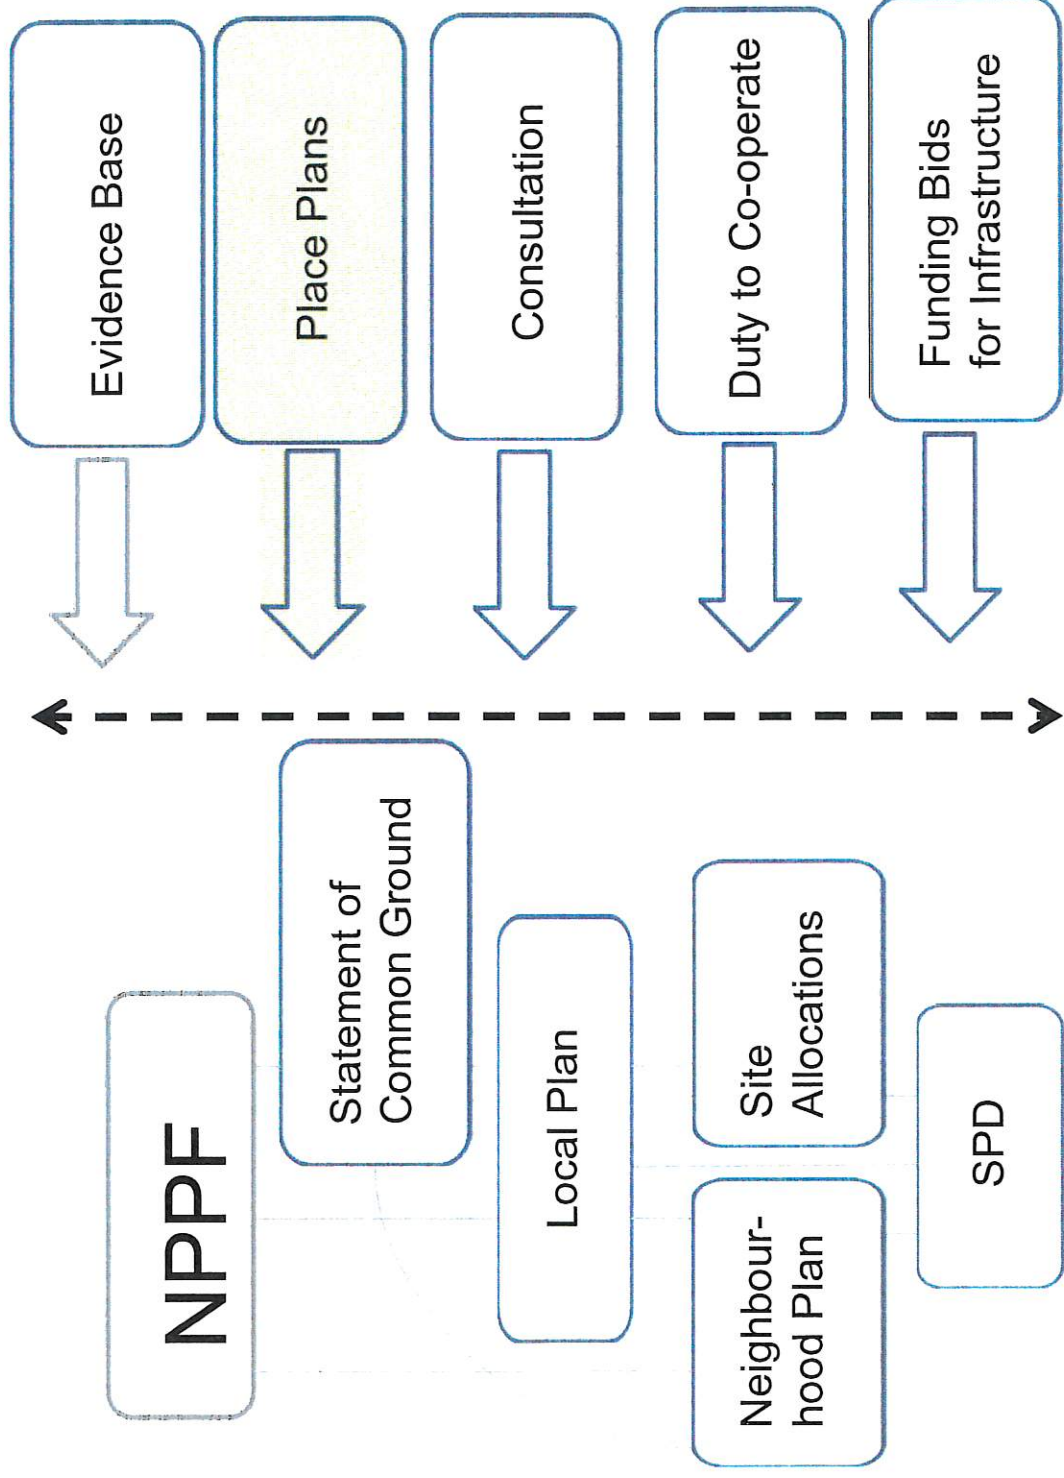 NPPF
Statement of
Common Ground
Local Plan
Neighbour-
hood Plan
Site
Allocations
SPD
Evidence Base
Place Plans
Consultation
Duty to Co-operate
Funding Bids
for Infrastructure